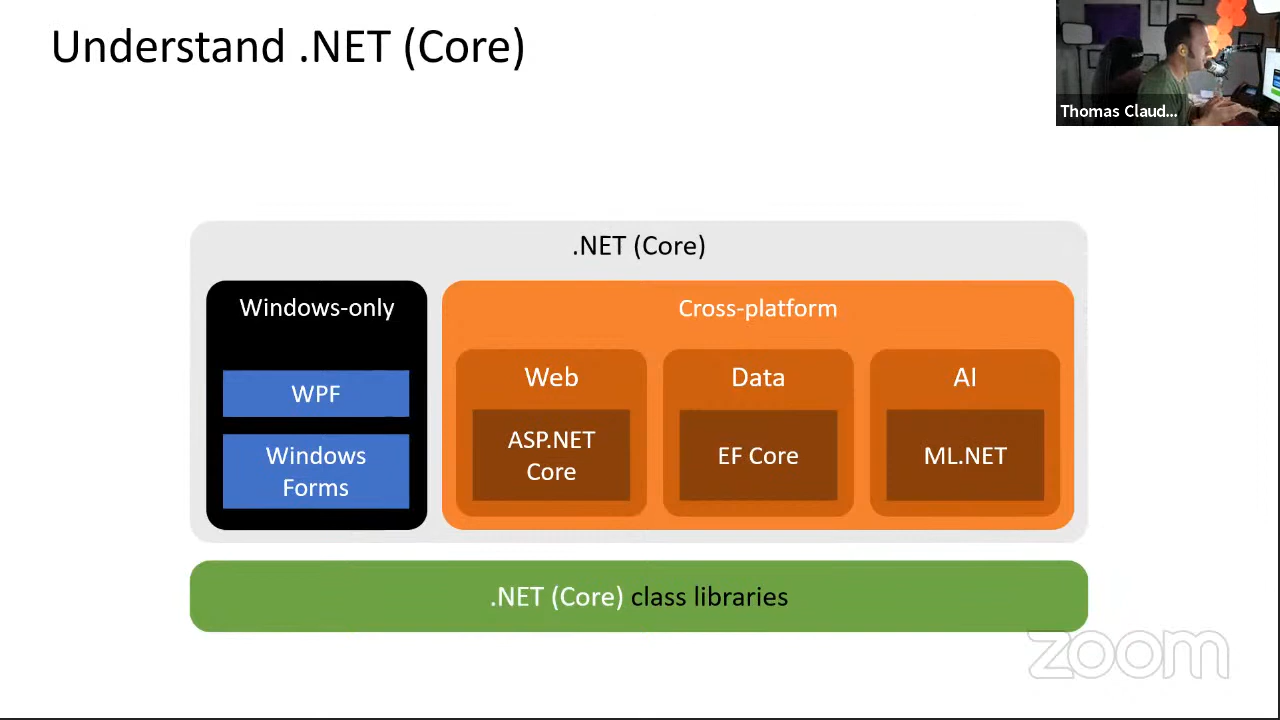 Understand .NET (Core)
Thomas Claud...
.NET (Core)
Windows-only
WPF
Windows
Forms
Cross-platform
Web
ASP.NET
Core
Data
EF Core
AI
ML.NET
.NET (Core) class libraries
zoom